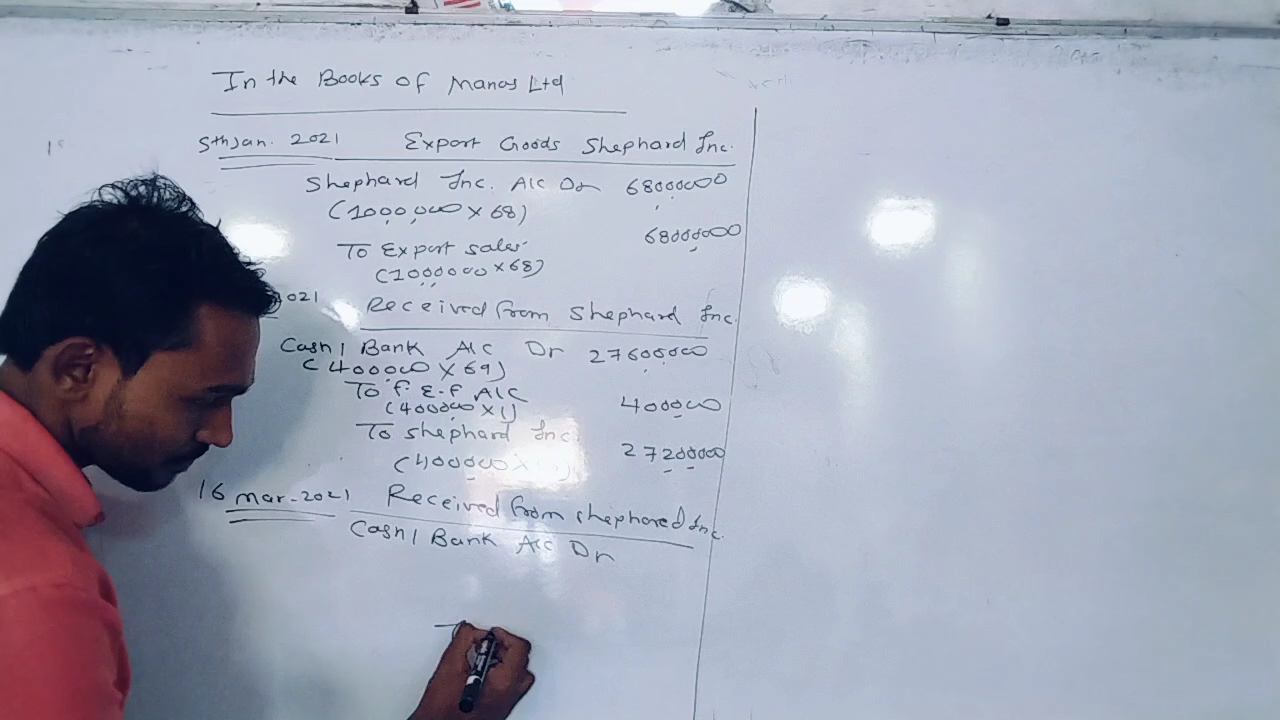 In the Books of Manas Ltd
5th Jan. 2021 Export Goods Shephard Inc.
Shephard Inc. A/C Dr 68000000
(1000,000 X 68)
To Export sales 68000000
(1000000 X 68)
021 Received from Shephard Inc.
Cash / Bank A/C Dr 27600000
(400000 X 69)
To F.E.F A/C 400000
(400000 X 1)
To Shephard Inc. 27200000
(400000 X
16 Mar-2021 Received from Shephared Inc.
Cash / Bank A/C Dr